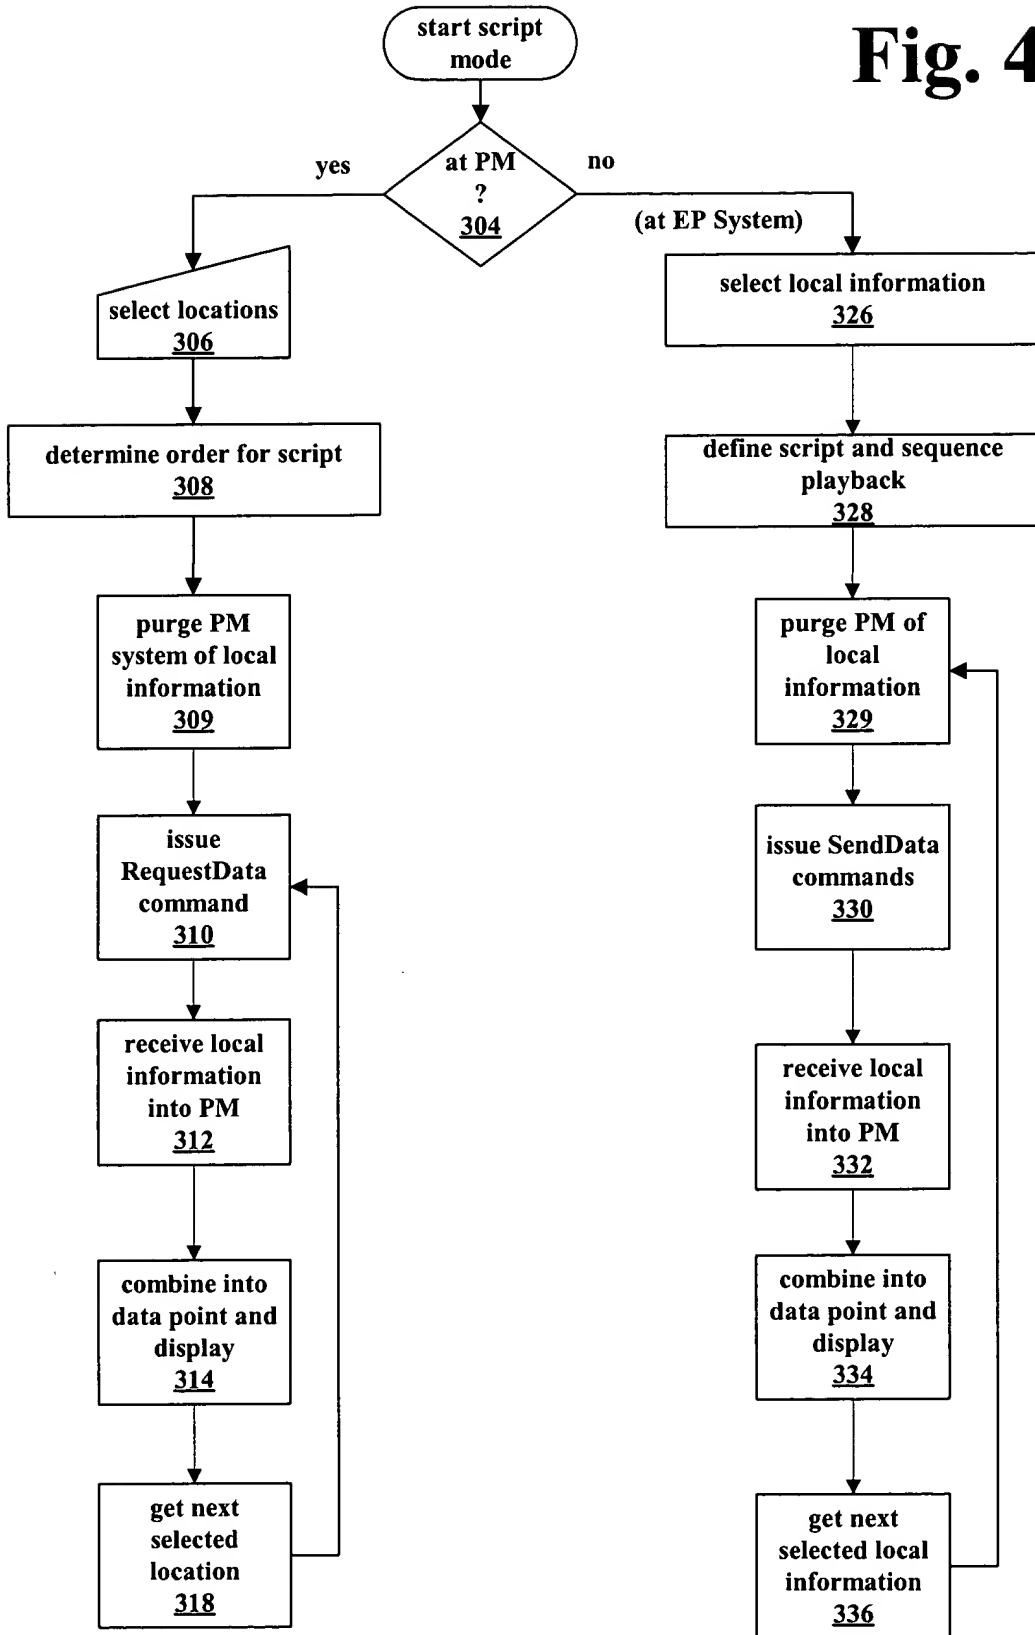 Fig. 4
start script
mode
at PM
?
304
yes
no
(at EP System)
select locations
306
determine order for script
308
purge PM
system of local
information
309
issue
RequestData
command
310
receive local
information
into PM
312
combine into
data point and
display
314
get next
selected
location
318
select local information
326
define script and sequence
playback
328
purge PM of
local
information
329
issue SendData
commands
330
receive local
information
into PM
332
combine into
data point and
display
334
get next
selected local
information
336